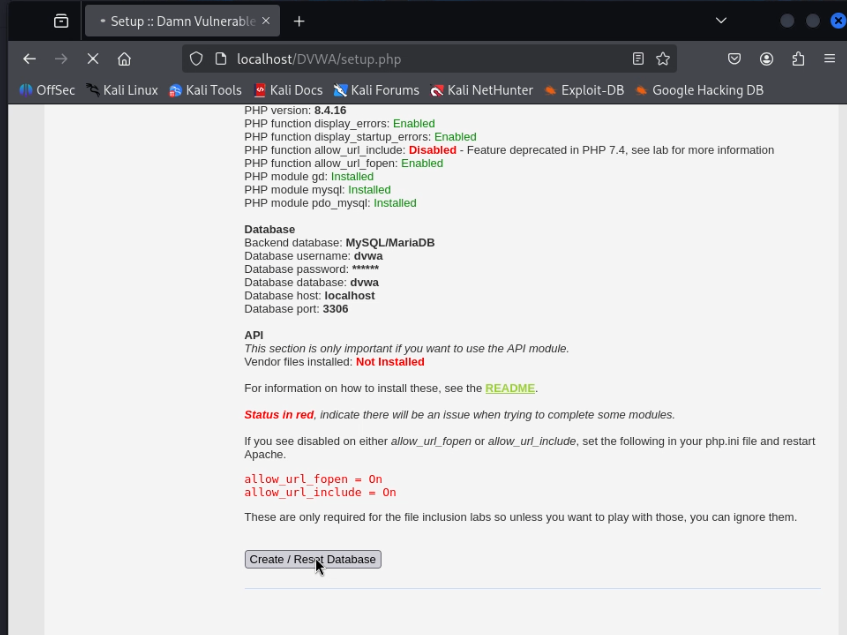 Setup :: Damn Vulnerable
localhost/DVWA/setup.php
OffSec Kali Linux Kali Tools Kali Docs Kali Forums Kali NetHunter Exploit-DB Google Hacking DB
PHP version: 8.4.16
PHP function display_errors: Enabled
PHP function display_startup_errors: Enabled
PHP function allow_url_include: Disabled - Feature deprecated in PHP 7.4, see lab for more information
PHP function allow_url_fopen: Enabled
PHP module gd: Installed
PHP module mysql: Installed
PHP module pdo_mysql: Installed
Database
Backend database: MySQL/MariaDB
Database username: dvwa
Database password: ******
Database database: dvwa
Database host: localhost
Database port: 3306
API
This section is only important if you want to use the API module.
Vendor files installed: Not Installed
For information on how to install these, see the README.
Status in red, indicate there will be an issue when trying to complete some modules.
If you see disabled on either allow_url_fopen or allow_url_include, set the following in your php.ini file and restart
Apache.
allow_url_fopen = On
allow_url_include = On
These are only required for the file inclusion labs so unless you want to play with those, you can ignore them.
Create / Reset Database